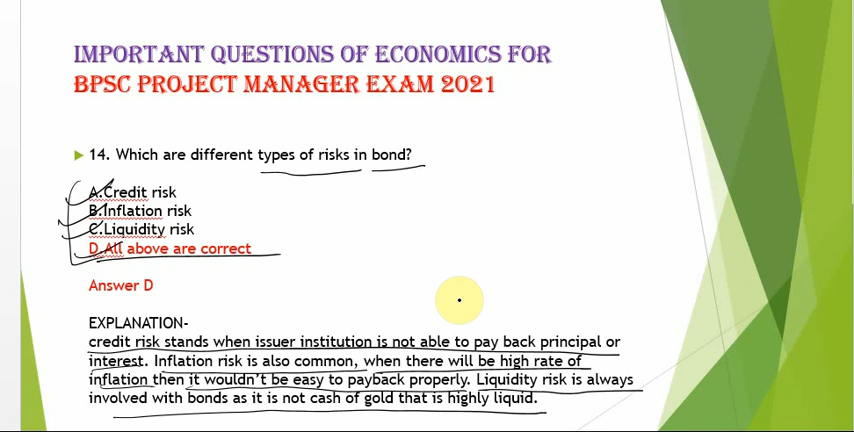 IMPORTANT QUESTIONS OF ECONOMICS FOR
BPSC PROJECT MANAGER EXAM 2021
14. Which are different types of risks in bond?
A.Credit risk
B.Inflation risk
C.Liquidity risk
D.All above are correct
Answer D
EXPLANATION-
credit risk stands when issuer institution is not able to pay back principal or
interest. Inflation risk is also common, when there will be high rate of
inflation then it wouldn't be easy to payback properly. Liquidity risk is always
involved with bonds as it is not cash of gold that is highly liquid.